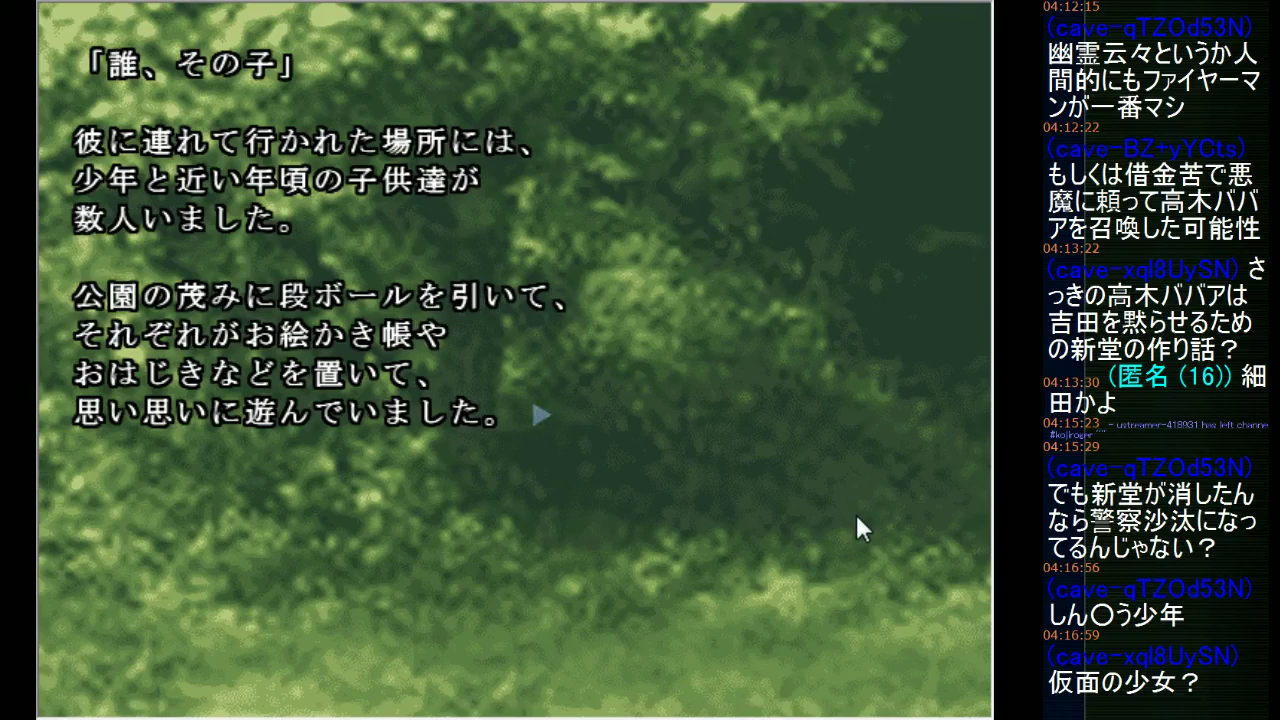 「誰、その子」
彼に連れて行かれた場所には、
少年と近い年頃の子供達が
数人いました。
公園の茂みに段ボールを引いて、
それぞれがお絵かき帳や
おはじきなどを置いて、
思い思いに遊んでいました。
04:12:15
(cave-qTZOd53N)
幽霊云々というか人
間的にもファイヤーマ
ンが一番マシ
04:12:22
(cave-BZ+yYCts)
もしくは借金苦で悪
魔に頼って高木ババ
アを召喚した可能性
04:13:22
(cave-xql8UySN) さ
っきの高木ババアは
吉田を黙らせるため
の新堂の作り話？
04:13:30 (匿名 (16)) 細
田かよ
04:15:23 - ustreamer-418931 has left channe
04:15:29
(cave-qTZOd53N)
でも新堂が消したん
なら警察沙汰になっ
てるんじゃない？
04:16:56
(cave-qTZOd53N)
しん〇う少年
04:16:59
(cave-xql8UySN)
仮面の少女？